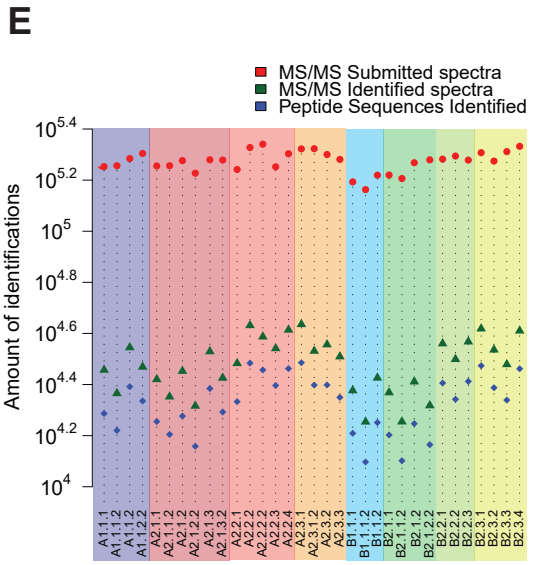 E
MS/MS Submitted spectra
MS/MS Identified spectra
Peptide Sequences Identified
Amount of identifications
10^5.4
10^5.2
10^5
10^4.8
10^4.6
10^4.4
10^4.2
10^4
A1.1.1
A1.1.1.2
A1.1.2
A1.1.2.2
A2.1.1
A2.1.1.2
A2.1.2
A2.1.2.2
A2.1.3
A2.1.3.2
A2.2.1
A2.2.2
A2.2.2.2
A2.2.3
A2.2.4
A2.3.1
A2.3.1.2
A2.3.2
A2.3.3
B1.1.1
B1.1.1.2
B1.1.2
B2.1.1
B2.1.1.2
B2.1.2
B2.1.2.2
B2.2.1
B2.2.2
B2.2.3
B2.3.1
B2.3.2
B2.3.3
B2.3.4